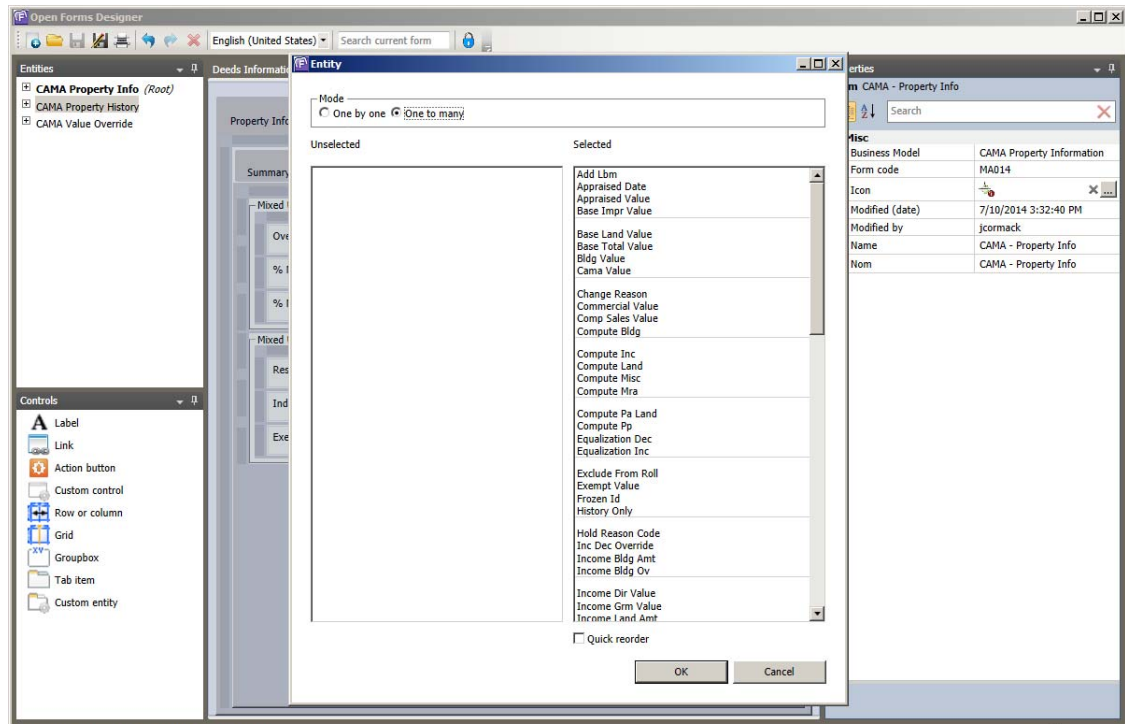 Open Forms Designer
English (United States) Search current form
Entities
CAMA Property Info (Root)
CAMA Property History
CAMA Value Override
Controls
Label
Link
Action button
Custom control
Row or column
Grid
Groupbox
Tab item
Custom entity
Deeds
Property
Summary
Mixed
Mixed
Entity
Mode
One by one One to many
Unselected Selected
Add Lbm
Appraised Date
Appraised Value
Base Impr Value
Base Land Value
Base Total Value
Bldg Value
Cama Value
Change Reason
Commercial Value
Comp Sales Value
Compute Bldg
Compute Inc
Compute Land
Compute Misc
Compute Mra
Compute Pa Land
Compute Pp
Equalization Dec
Equalization Inc
Exclude From Roll
Exempt Value
Frozen Id
History Only
Hold Reason Code
Inc Dec Override
Income Bldg Amt
Income Bldg Ov
Income Dir Value
Income Grm Value
Income Land Amt
Quick reorder
OK Cancel
CAMA - Property Info
Search
Misc
Business Model CAMA Property Information
Form code MA014
Icon ...
Modified (date) 7/10/2014 3:32:40 PM
Modified by jcormack
Name CAMA - Property Info
Nom CAMA - Property Info